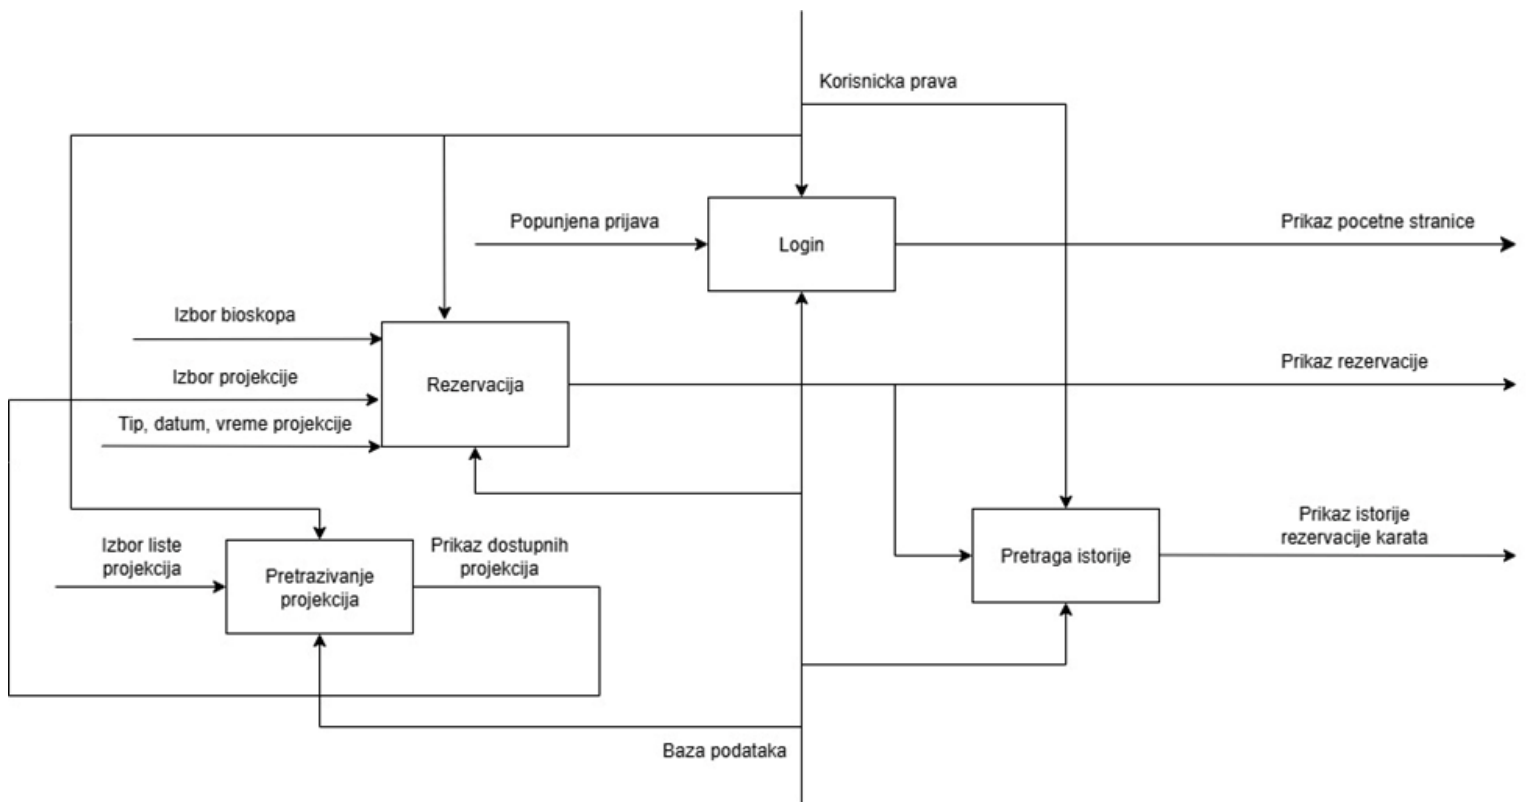 Korisnicka prava
Popunjena prijava
Login
Prikaz pocetne stranice
Izbor bioskopa
Izbor projekcije
Tip, datum, vreme projekcije
Rezervacija
Prikaz rezervacije
Izbor liste
projekcija
Pretrazivanje
projekcija
Prikaz dostupnih
projekcija
Pretraga istorije
Prikaz istorije
rezervacije karata
Baza podataka